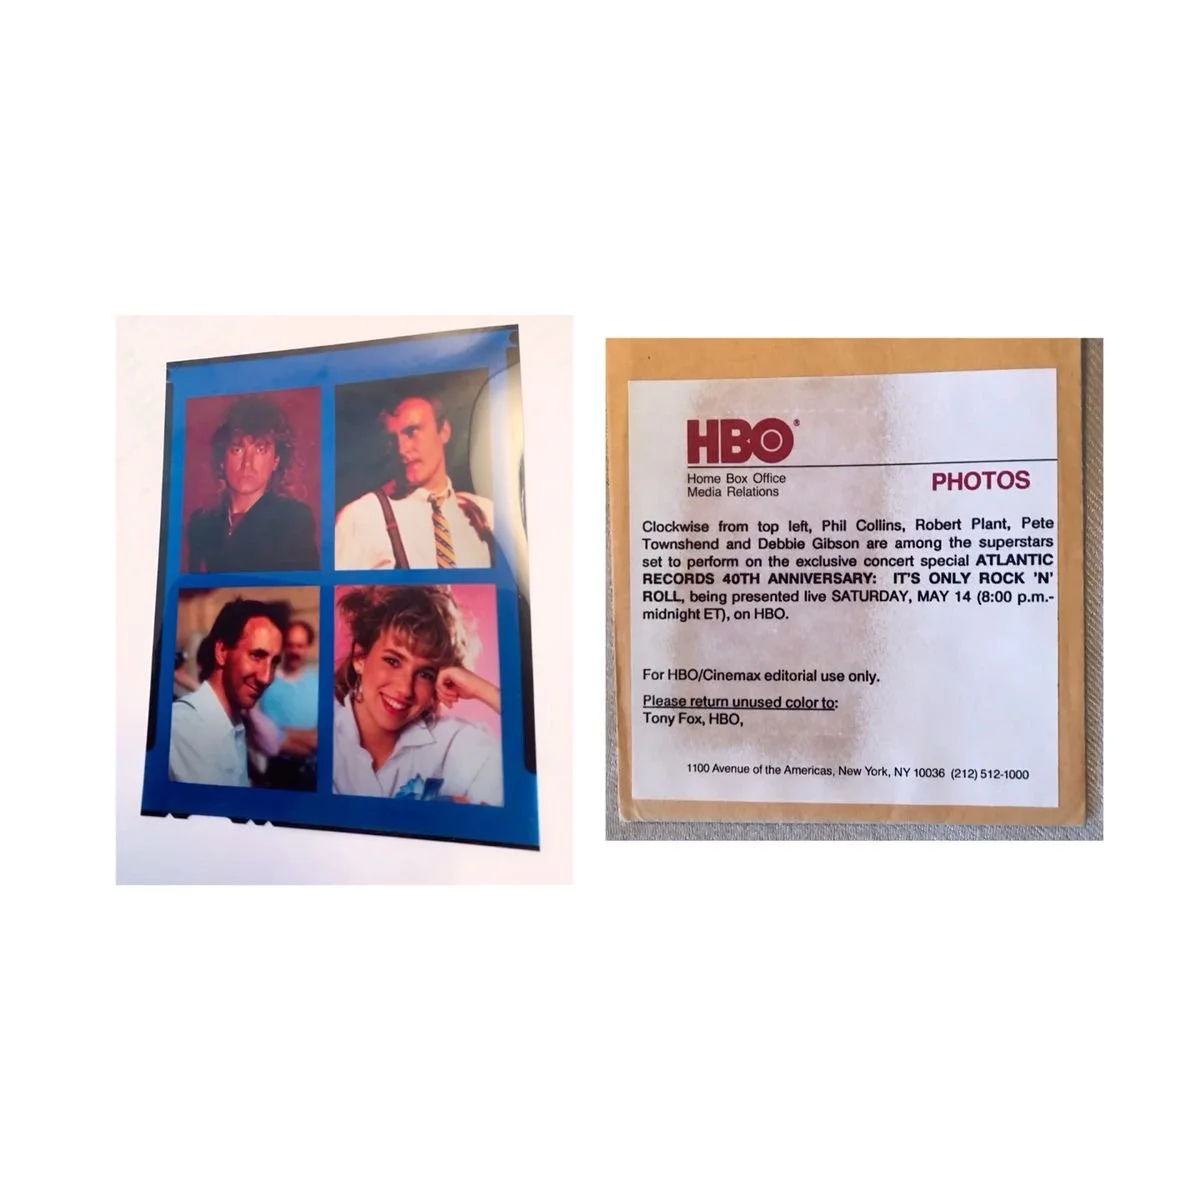 HBO®
Home Box Office
Media Relations
PHOTOS
Clockwise from top left, Phil Collins, Robert Plant, Pete
Townshend and Debbie Gibson are among the superstars
set to perform on the exclusive concert special ATLANTIC
RECORDS 40TH ANNIVERSARY: IT'S ONLY ROCK 'N'
ROLL, being presented live SATURDAY, MAY 14 (8:00 p.m.-
midnight ET), on HBO.
For HBO/Cinemax editorial use only.
Please return unused color to:
Tony Fox, HBO,
1100 Avenue of the Americas, New York, NY 10036 (212) 512-1000